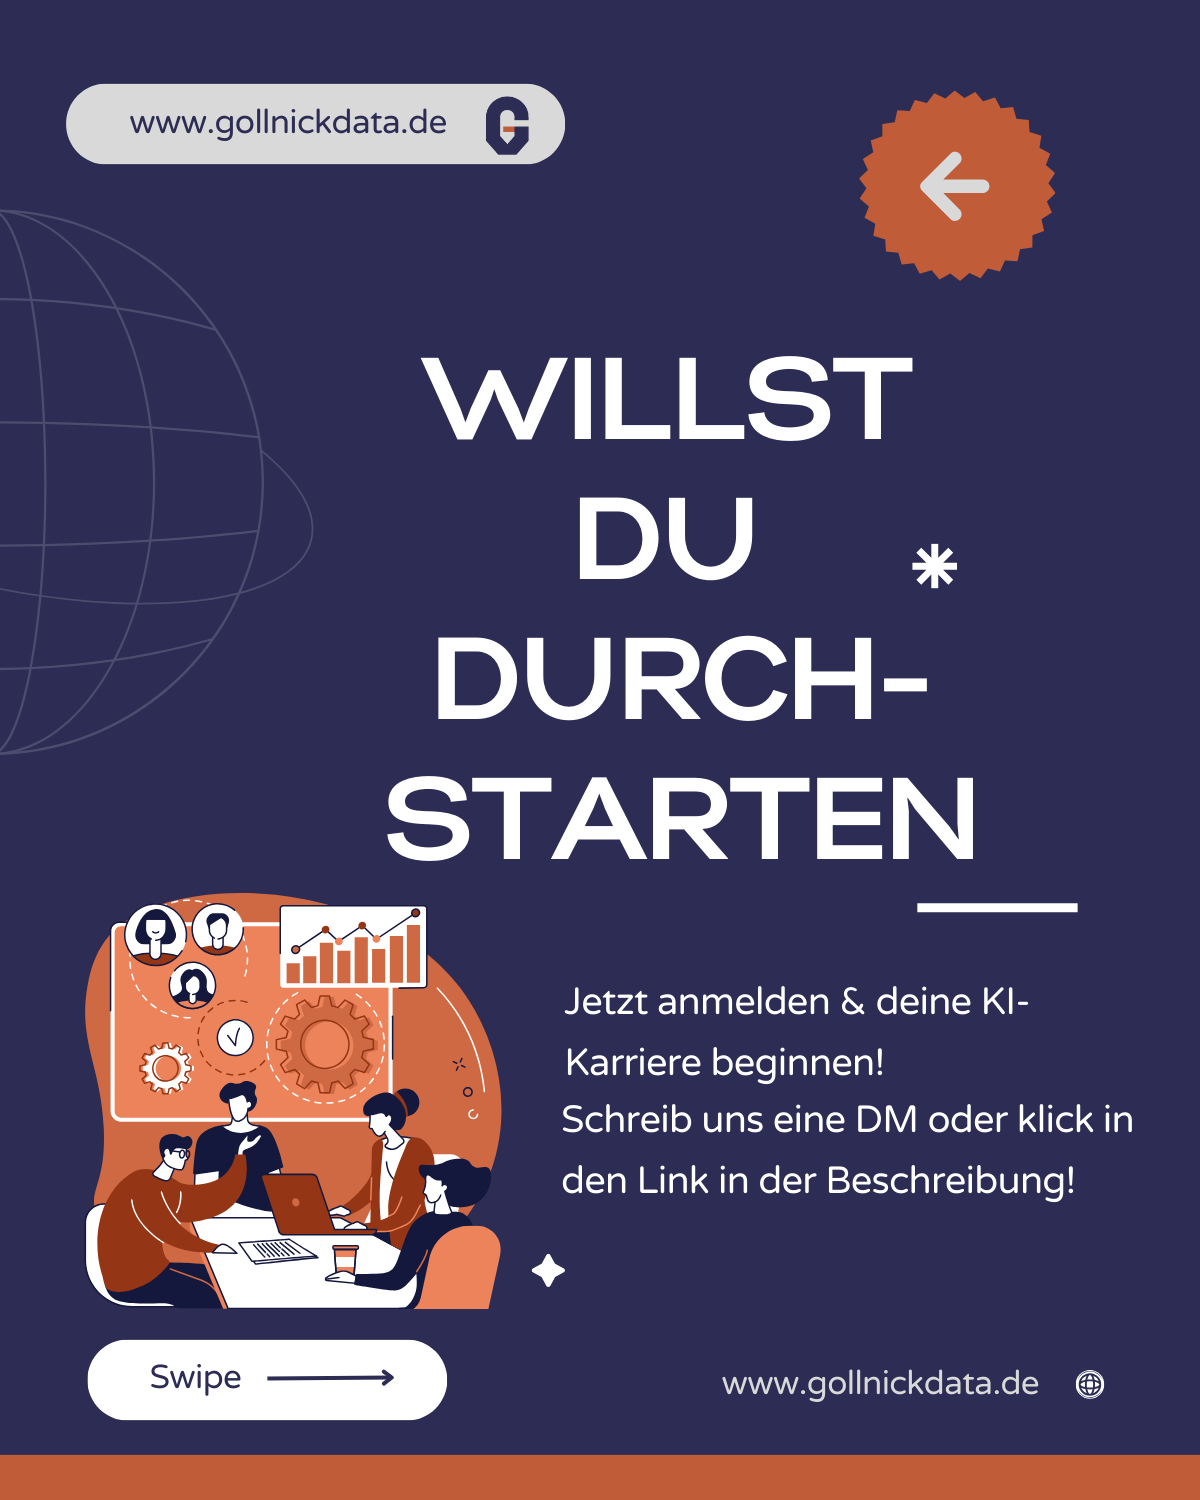 www.gollnickdata.de
WILLST
DU
DURCH-
STARTEN
Jetzt anmelden & deine KI-
Karriere beginnen!
Schreib uns eine DM oder klick in
den Link in der Beschreibung!
Swipe
www.gollnickdata.de